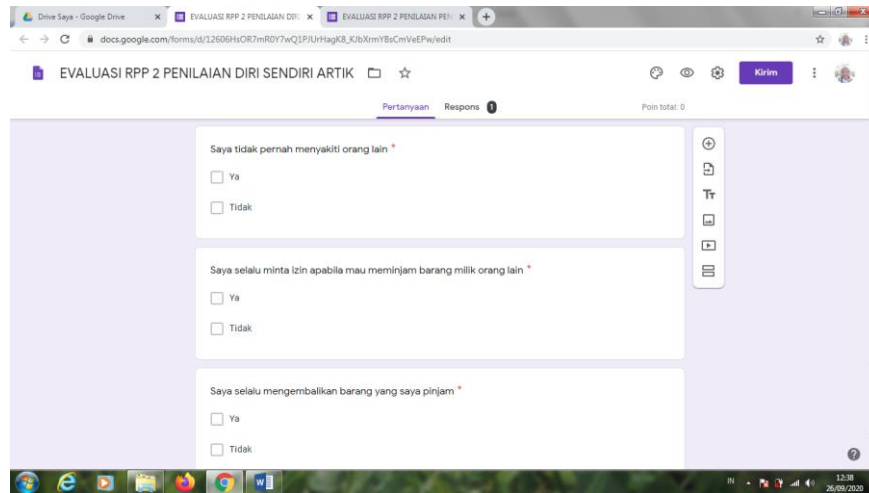 Drive Saya - Google Drive
EVALUASI RPP 2 PENILAIAN DIRI
EVALUASI RPP 2 PENILAIAN PEN
docs.google.com/forms/d/12606HsOR7mR0Y7wQ1PJUrHagK8_KJbXrmYBsCmVeEPw/edit
EVALUASI RPP 2 PENILAIAN DIRI SENDIRI ARTIK
Kirim
Pertanyaan Respons 1
Poin total: 0
Saya tidak pernah menyakiti orang lain *
Ya
Tidak
Saya selalu minta izin apabila mau meminjam barang milik orang lain *
Ya
Tidak
Saya selalu mengembalikan barang yang saya pinjam *
Ya
Tidak
IN
12:38
26/09/2020